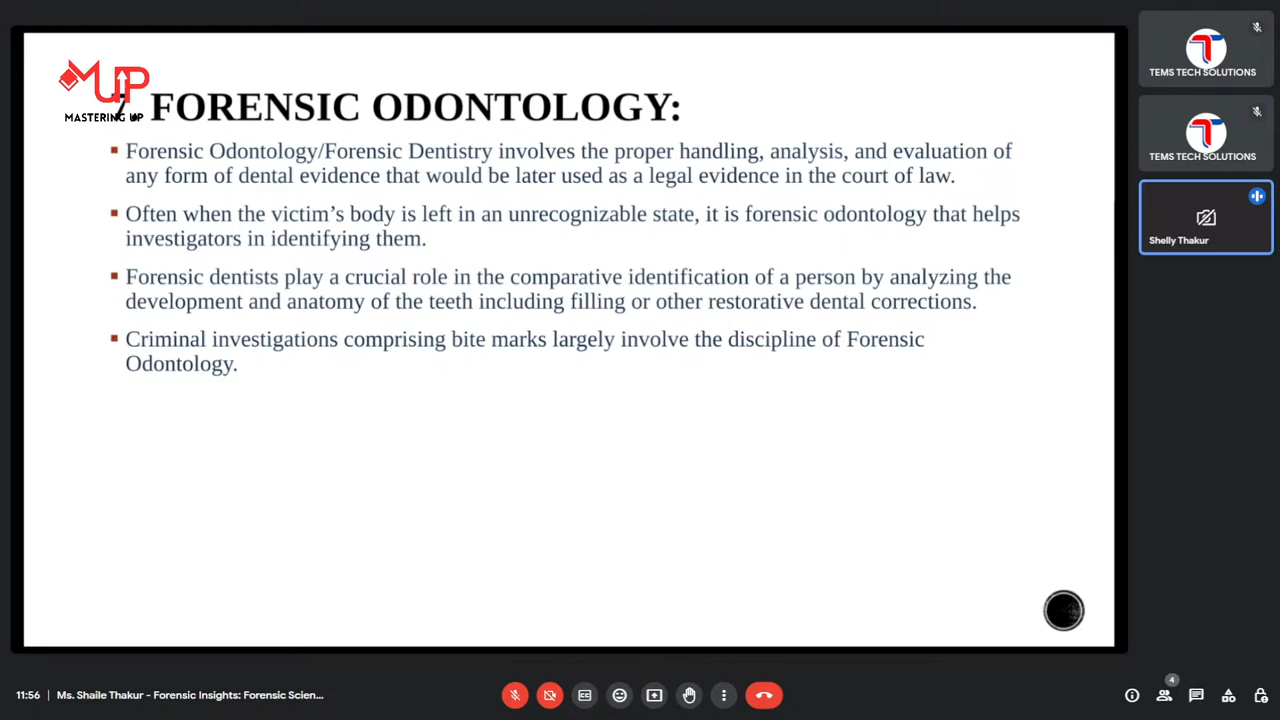 MUP
MASTERING UP
7. FORENSIC ODONTOLOGY:
Forensic Odontology/Forensic Dentistry involves the proper handling, analysis, and evaluation of
any form of dental evidence that would be later used as a legal evidence in the court of law.
Often when the victim’s body is left in an unrecognizable state, it is forensic odontology that helps
investigators in identifying them.
Forensic dentists play a crucial role in the comparative identification of a person by analyzing the
development and anatomy of the teeth including filling or other restorative dental corrections.
Criminal investigations comprising bite marks largely involve the discipline of Forensic
Odontology.
TEMS TECH SOLUTIONS
TEMS TECH SOLUTIONS
Shelly Thakur
11:56 | Ms. Shaile Thakur - Forensic Insights: Forensic Scien...
4